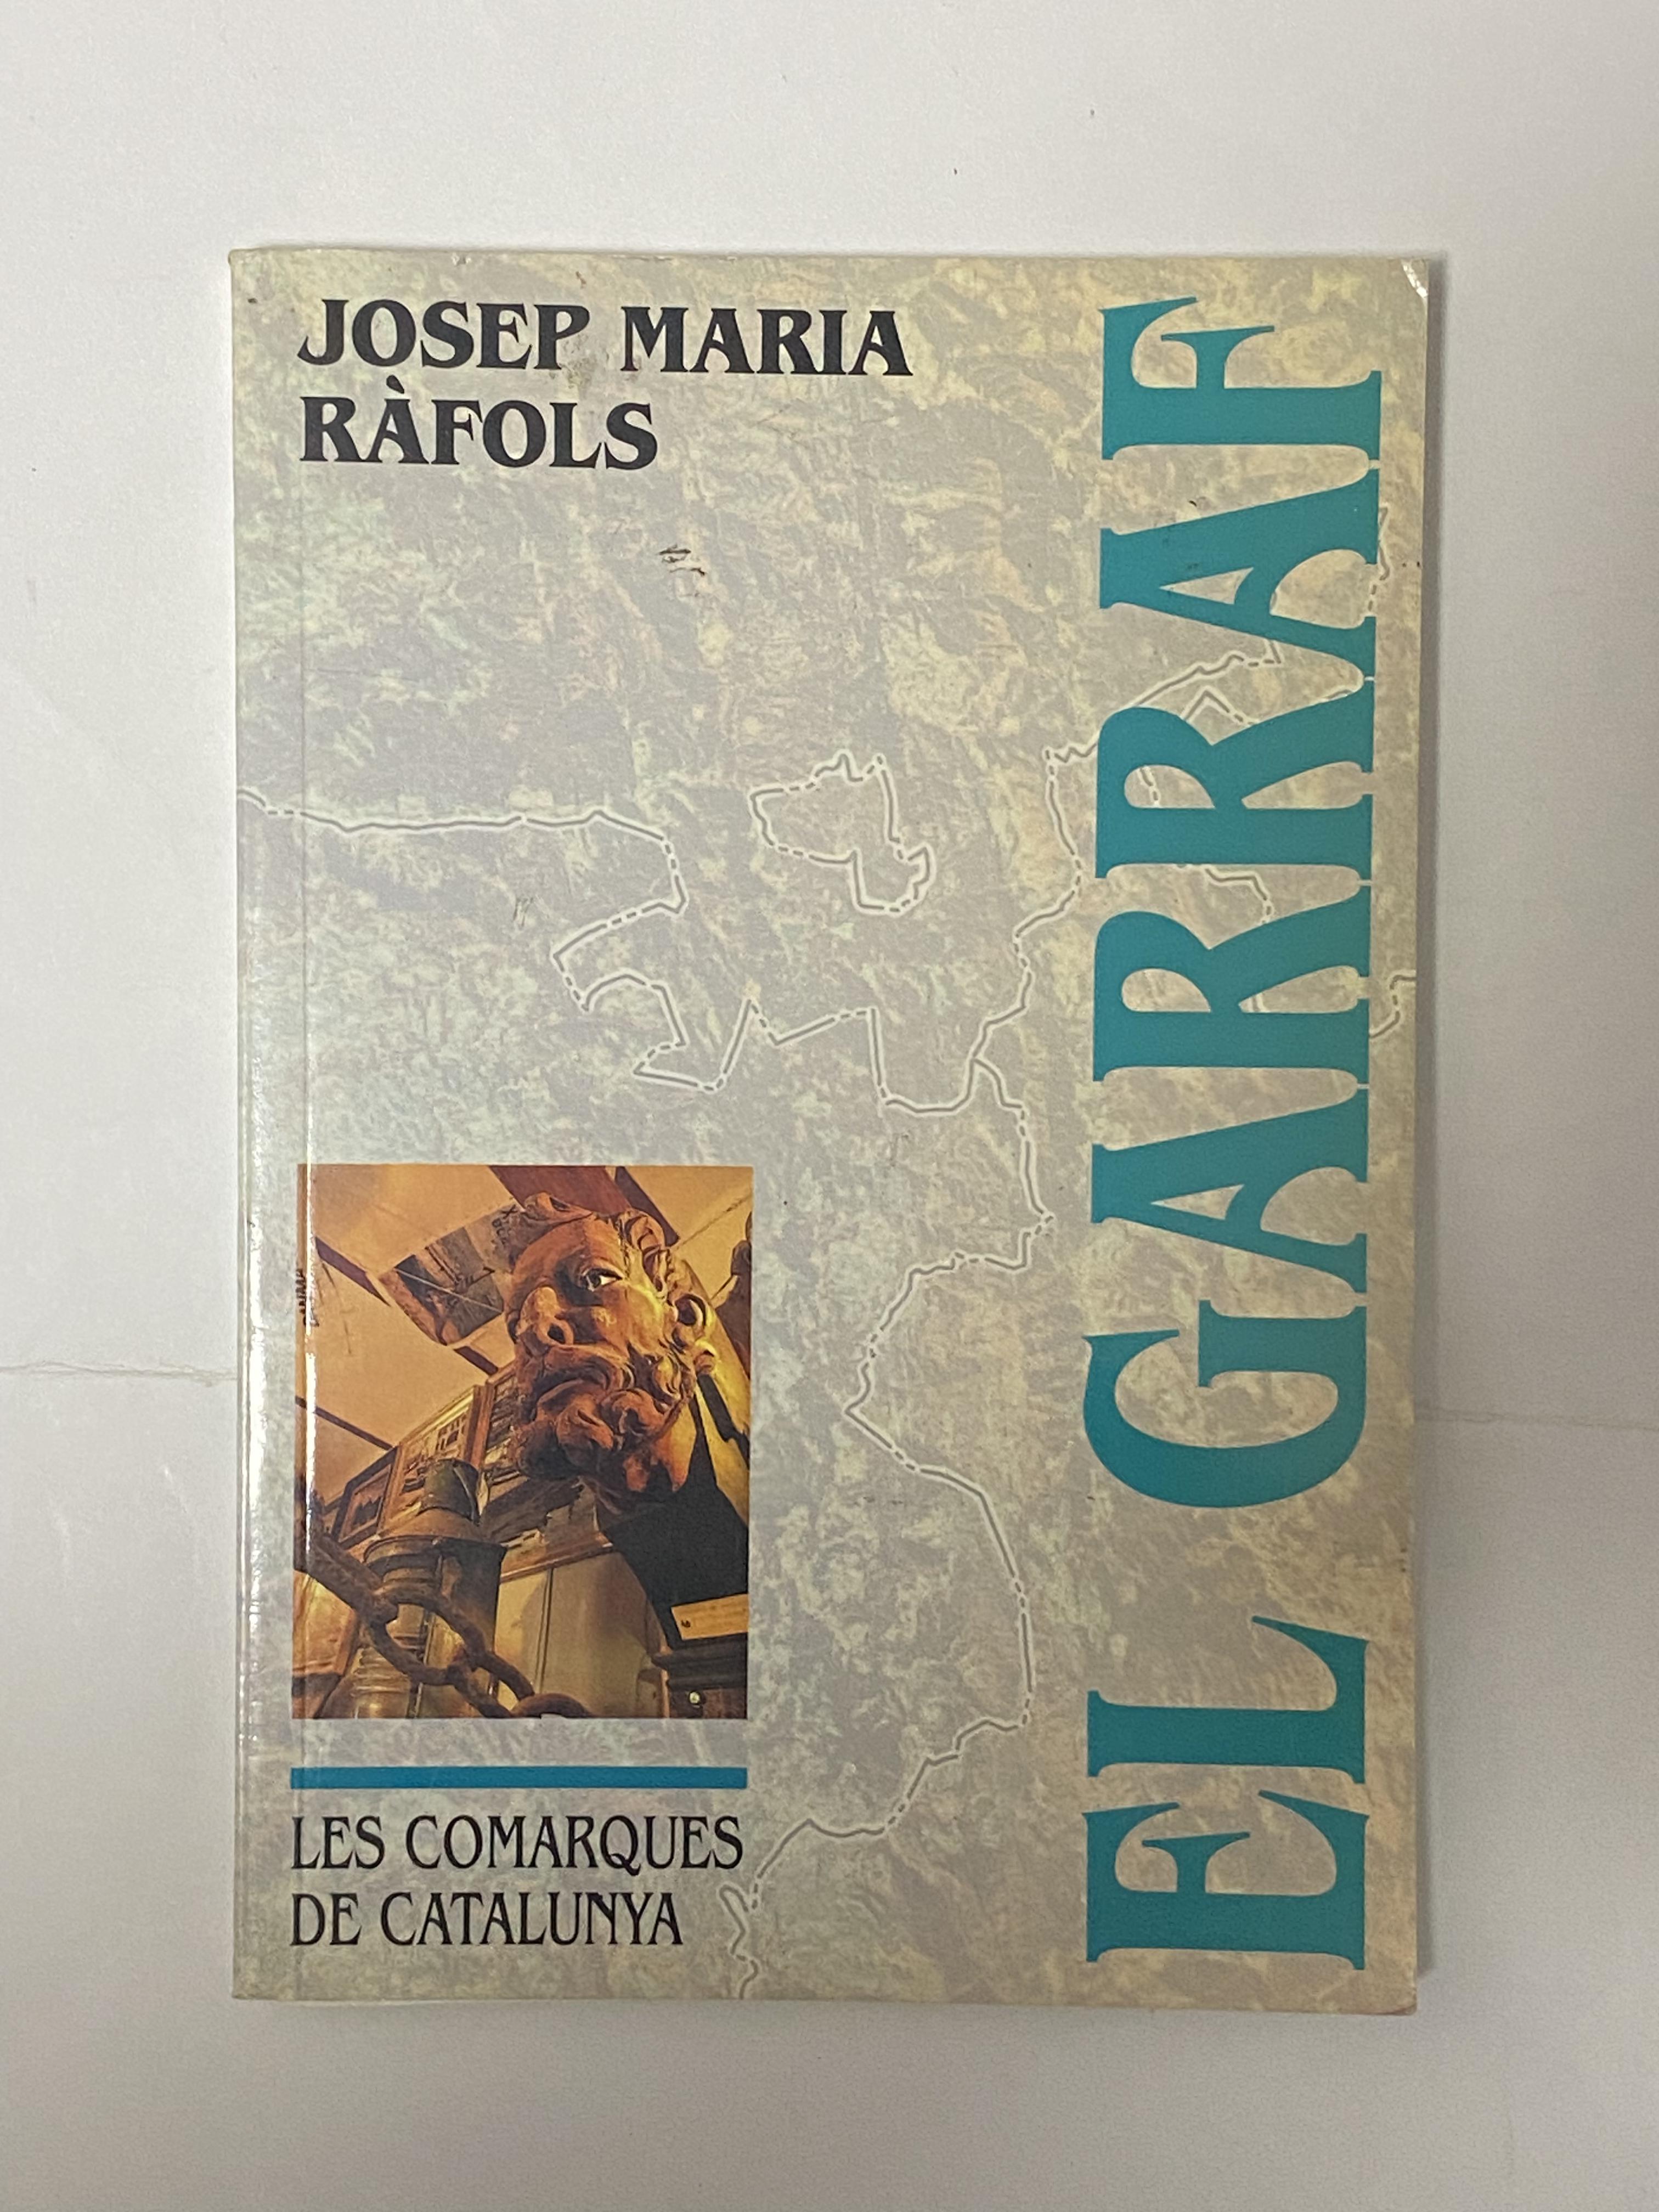 JOSEP MARIA
RÀFOLS
EL GARRAF
LES COMARQUES
DE CATALUNYA